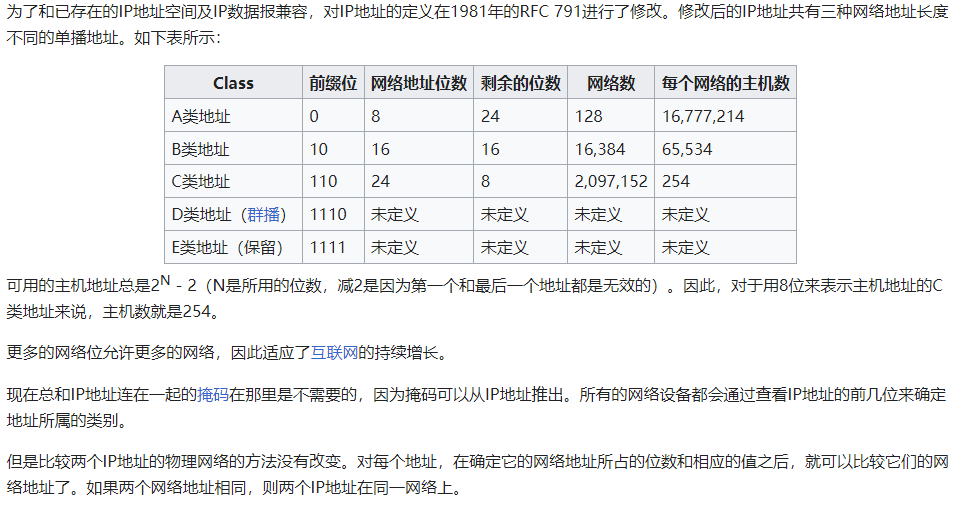 为了和已存在的IP地址空间及IP数据报兼容，对IP地址的定义在1981年的RFC 791进行了修改。修改后的IP地址共有三种网络地址长度
不同的单播地址。如下表所示：
Class 前缀位 网络地址位数 剩余的位数 网络数 每个网络的主机数
A类地址 0 8 24 128 16,777,214
B类地址 10 16 16 16,384 65,534
C类地址 110 24 8 2,097,152 254
D类地址（群播） 1110 未定义 未定义 未定义 未定义
E类地址（保留） 1111 未定义 未定义 未定义 未定义
可用的主机地址总是2N - 2（N是所用的位数，减2是因为第一个和最后一个地址都是无效的）。因此，对于用8位来表示主机地址的C
类地址来说，主机数就是254。
更多的网络位允许更多的网络，因此适应了互联网的持续增长。
现在总和IP地址连在一起的掩码在那里是不需要的，因为掩码可以从IP地址推出。所有的网络设备都会通过查看IP地址的前几位来确定
地址所属的类别。
但是比较两个IP地址的物理网络的方法没有改变。对每个地址，在确定它的网络地址所占的位数和相应的值之后，就可以比较它们的网
络地址了。如果两个网络地址相同，则两个IP地址在同一网络上。